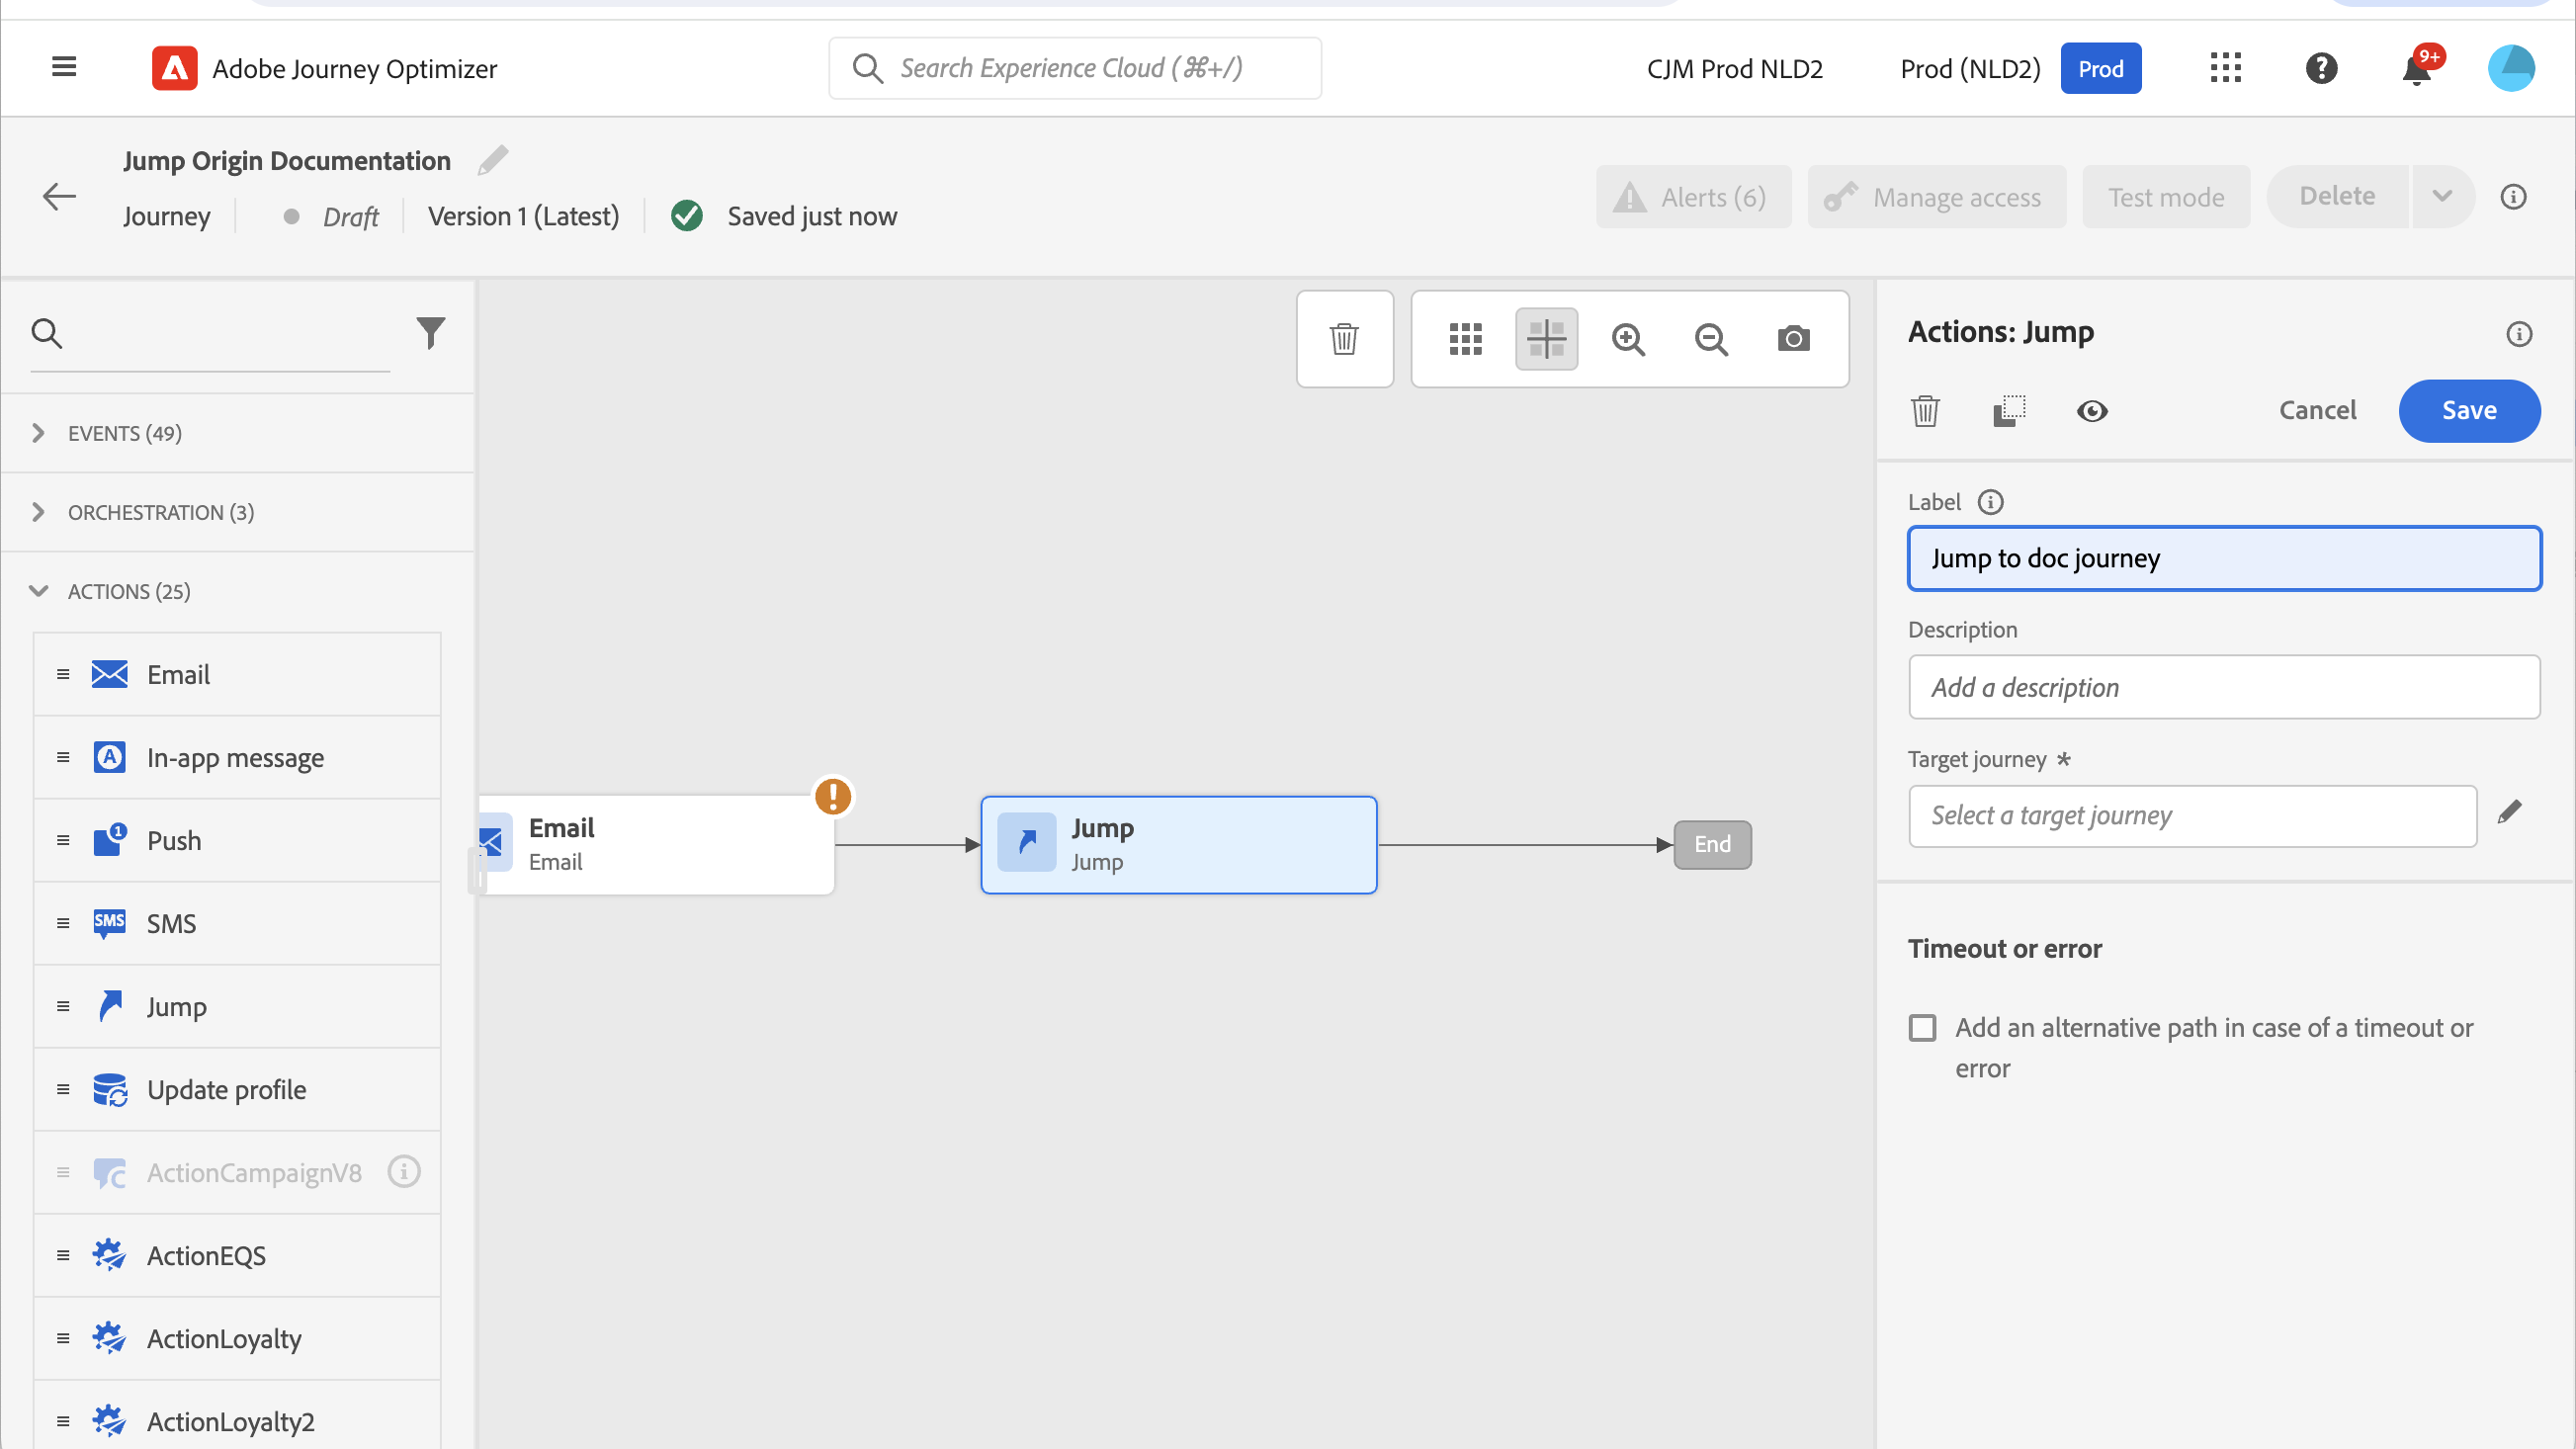 Adobe Journey Optimizer
Search Experience Cloud (⌘+/)
CJM Prod NLD2
Prod (NLD2)
Prod
9+
Jump Origin Documentation
Journey
Draft
Version 1 (Latest)
Saved just now
Alerts (6)
Manage access
Test mode
Delete
EVENTS (49)
ORCHESTRATION (3)
ACTIONS (25)
Email
In-app message
Push
SMS
SMS
Jump
Update profile
ActionCampaignV8
ActionEQS
ActionLoyalty
ActionLoyalty2
Email
Email
Jump
Jump
End
Actions: Jump
Cancel
Save
Label
Jump to doc journey
Description
Add a description
Target journey *
Select a target journey
Timeout or error
Add an alternative path in case of a timeout or
error